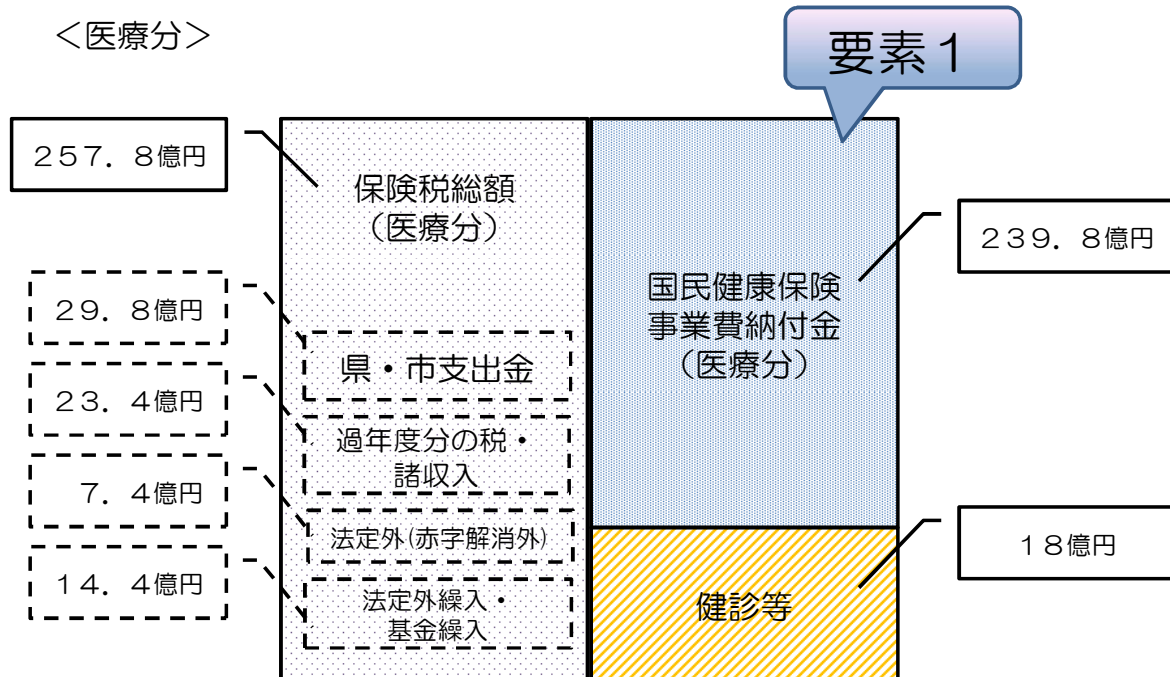 ＜医療分＞
要素１
２５７．８億円
保険税総額
（医療分）
２３９．８億円
国民健康保険
事業費納付金
（医療分）
２９．８億円
県・市支出金
２３．４億円
過年度分の税・
諸収入
７．４億円
法定外(赤字解消外)
１８億円
１４．４億円
法定外繰入・
基金繰入
健診等